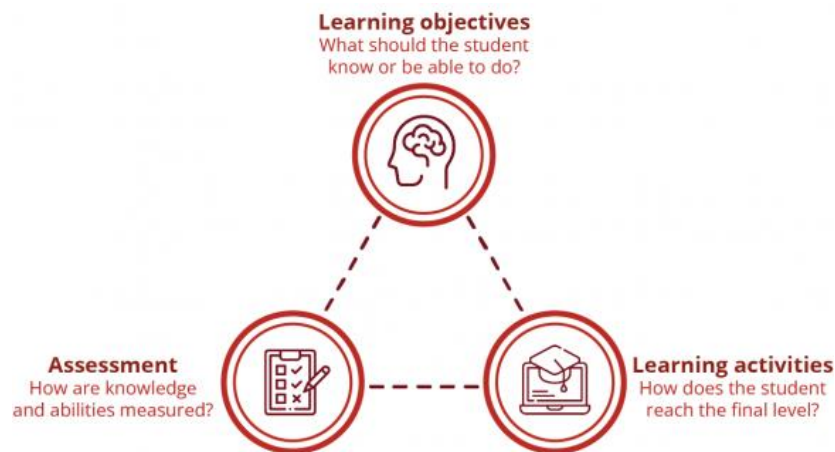 Learning objectives
What should the student
know or be able to do?
Assessment
How are knowledge
and abilities measured?
Learning activities
How does the student
reach the final level?